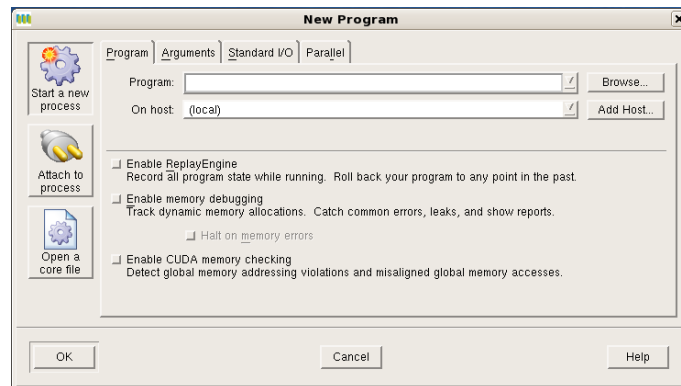 New Program
Start a new
process
Attach to
process
Open a
core file
Program
Arguments
Standard I/O
Parallel
Program:
Browse...
On host:
(local)
Add Host...
Enable ReplayEngine
Record all program state while running. Roll back your program to any point in the past.
Enable memory debugging
Track dynamic memory allocations. Catch common errors, leaks, and show reports.
Halt on memory errors
Enable CUDA memory checking
Detect global memory addressing violations and misaligned global memory accesses.
OK
Cancel
Help